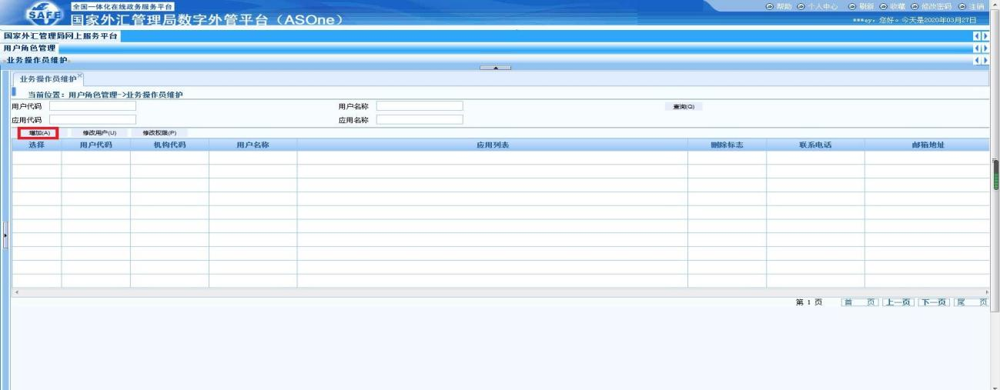 SAFE
全国一体化在线政务服务平台
国家外汇管理局数字外管平台（ASOne）
帮助 个人中心 刷新 收藏 修改密码 注销
***ey，您好。今天是2020年03月27日
国家外汇管理局网上服务平台
用户角色管理
业务操作员维护
业务操作员维护
当前位置：用户角色管理->业务操作员维护
用户代码 用户名称 查询(Q)
应用代码 应用名称
增加(A) 修改用户(U) 修改权限(P)
选择 用户代码 机构代码 用户名称 应用列表 删除标志 联系电话 邮箱地址
第 1 页 首 页 上一页 下一页 尾 页